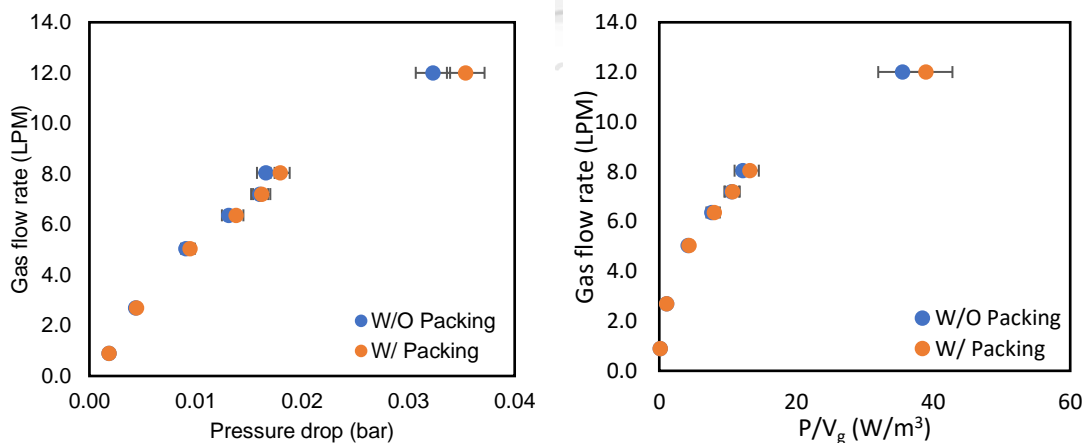 14.0
12.0
10.0
8.0
6.0
4.0
2.0
0.0
Gas flow rate (LPM)
W/O Packing
W/ Packing
0.00 0.01 0.02 0.03 0.04
Pressure drop (bar)
14.0
12.0
10.0
8.0
6.0
4.0
2.0
0.0
Gas flow rate (LPM)
W/O Packing
W/ Packing
0 20 40 60
P/Vg (W/m³)